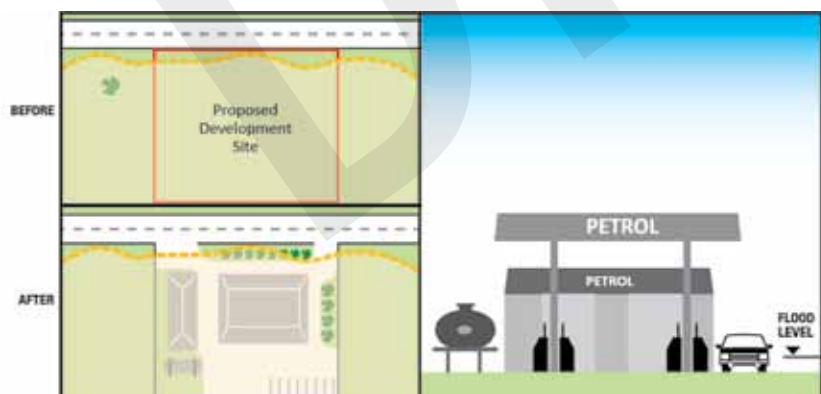 BEFORE
Proposed
Development
Site
AFTER
PETROL
PETROL
FLOOD
LEVEL